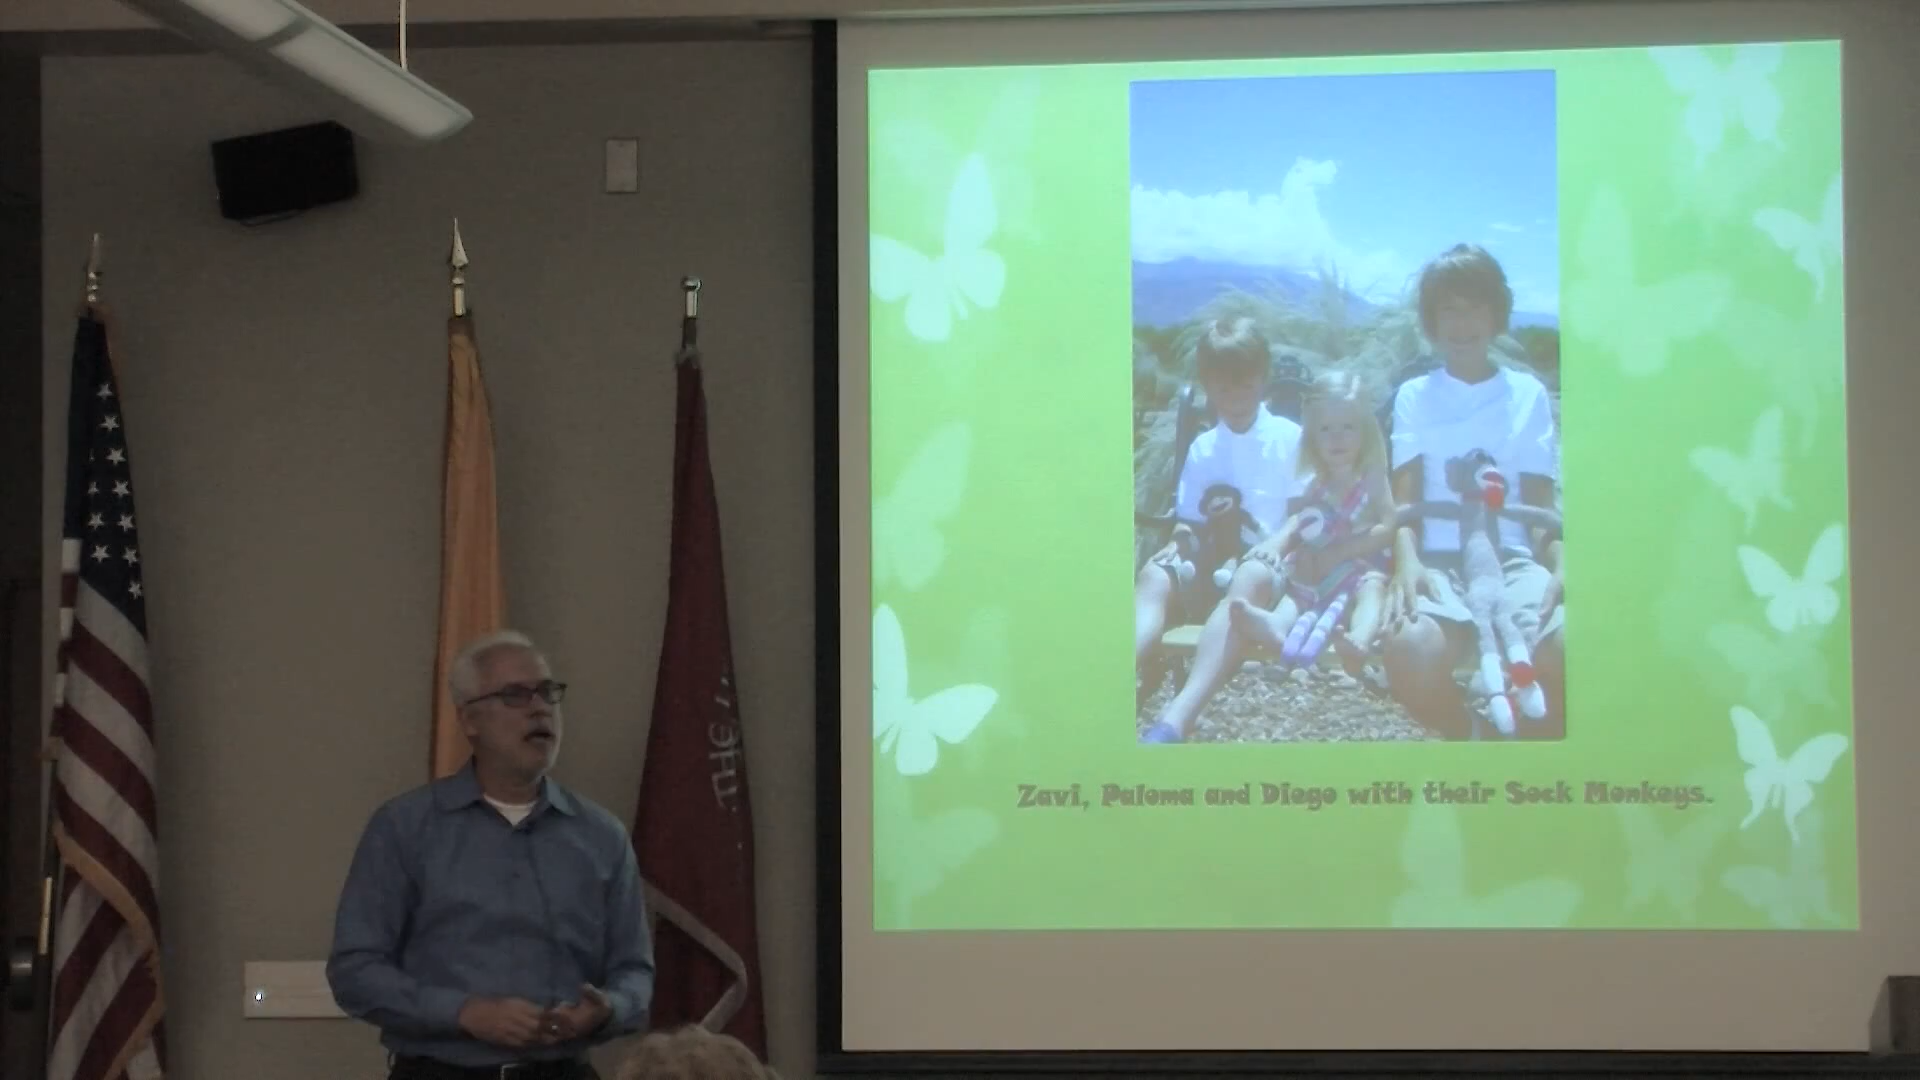 Zavi, Paloma and Diego with their Sock Monkeys.